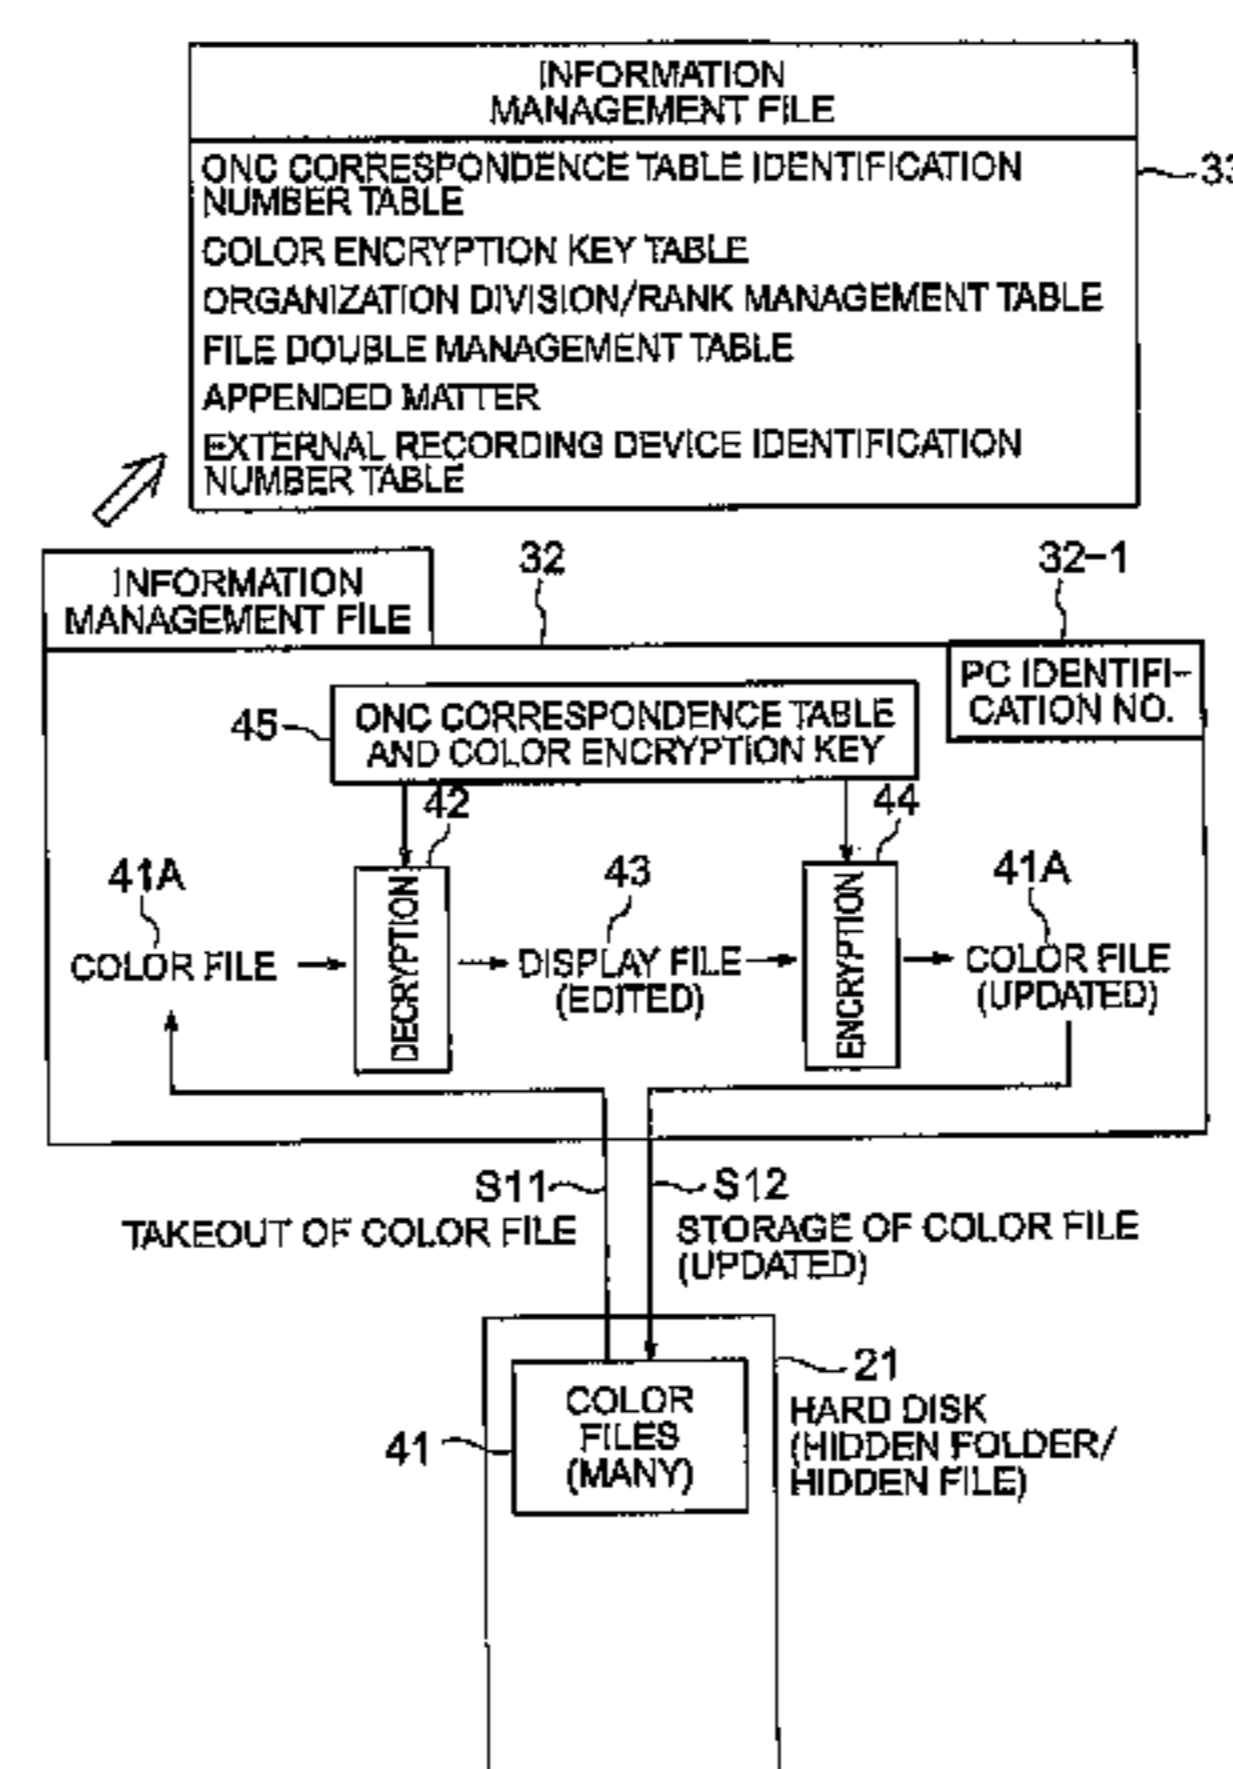 INFORMATION
MANAGEMENT FILE
ONC CORRESPONDENCE TABLE IDENTIFICATION
NUMBER TABLE
COLOR ENCRYPTION KEY TABLE
ORGANIZATION DIVISION/RANK MANAGEMENT TABLE
FILE DOUBLE MANAGEMENT TABLE
APPENDED MATTER
EXTERNAL RECORDING DEVICE IDENTIFICATION
NUMBER TABLE
33
INFORMATION
MANAGEMENT FILE
32
32-1
PC IDENTIFI-
CATION NO.
45
ONC CORRESPONDENCE TABLE
AND COLOR ENCRYPTION KEY
42
44
41A
43
41A
COLOR FILE
DECRYPTION
DISPLAY FILE
(EDITED)
ENCRYPTION
COLOR FILE
(UPDATED)
S11
S12
TAKEOUT OF COLOR FILE
STORAGE OF COLOR FILE
(UPDATED)
21
COLOR
FILES
(MANY)
41
HARD DISK
(HIDDEN FOLDER/
HIDDEN FILE)